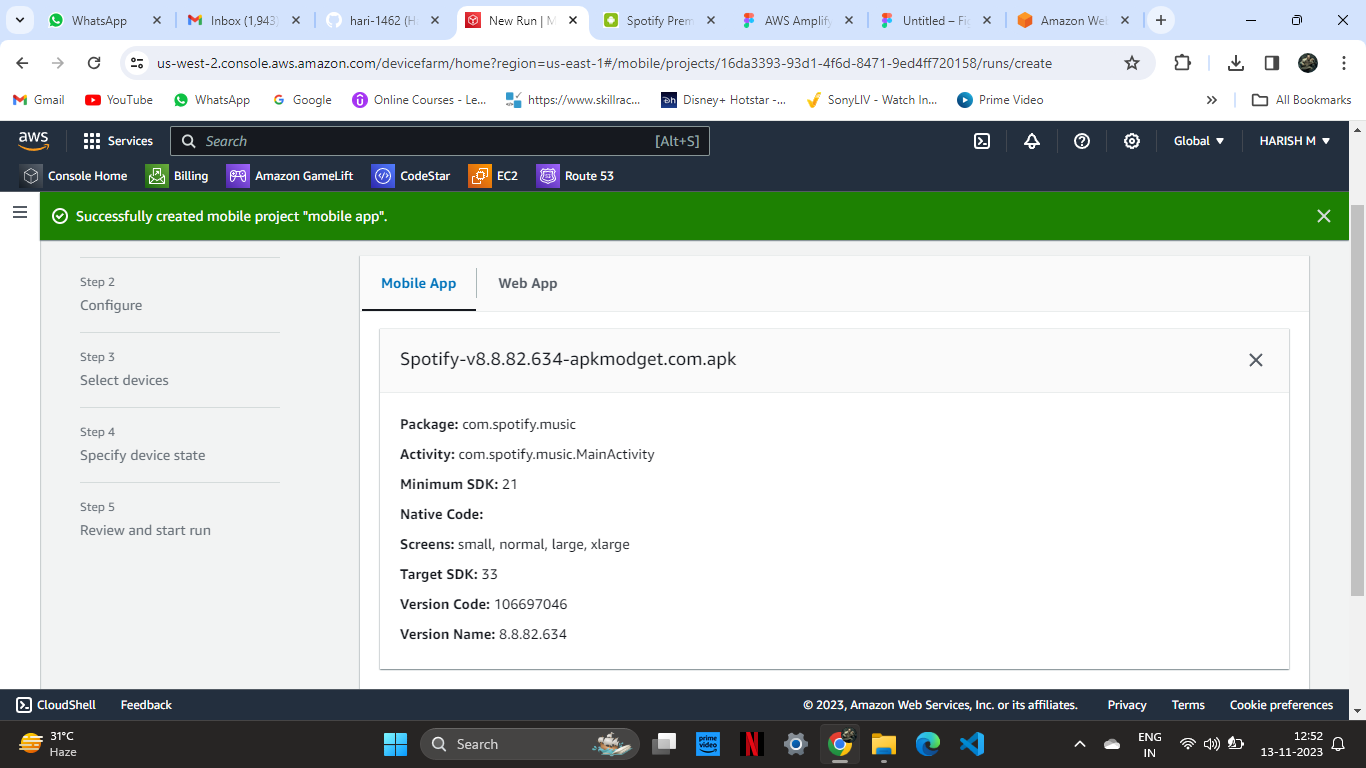 WhatsApp
Inbox (1,943)
hari-1462 (Ha
New Run | M
Spotify Prem
AWS Amplify
Untitled – Fig
Amazon Web
us-west-2.console.aws.amazon.com/devicefarm/home?region=us-east-1#/mobile/projects/16da3393-93d1-4f6d-8471-9ed4ff720158/runs/create
Gmail
YouTube
WhatsApp
Google
Online Courses - Le...
https://www.skillrac...
Disney+ Hotstar -...
SonyLIV - Watch In...
Prime Video
All Bookmarks
aws
Services
Search
[Alt+S]
Global
HARISH M
Console Home
Billing
Amazon GameLift
CodeStar
EC2
Route 53
Successfully created mobile project "mobile app".
Step 2
Configure
Step 3
Select devices
Step 4
Specify device state
Step 5
Review and start run
Mobile App
Web App
Spotify-v8.8.82.634-apkmodget.com.apk
Package: com.spotify.music
Activity: com.spotify.music.MainActivity
Minimum SDK: 21
Native Code:
Screens: small, normal, large, xlarge
Target SDK: 33
Version Code: 106697046
Version Name: 8.8.82.634
CloudShell
Feedback
© 2023, Amazon Web Services, Inc. or its affiliates.
Privacy
Terms
Cookie preferences
31°C
Haze
Search
prime video
ENG
IN
12:52
13-11-2023